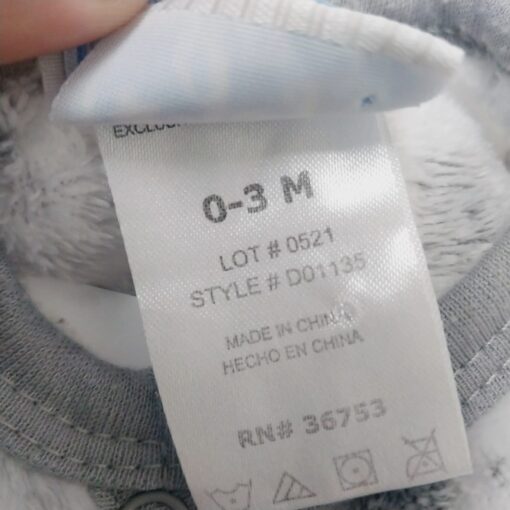 0-3 M
LOT # 0521
STYLE # D01135
MADE IN CHINA
HECHO EN CHINA
RN# 36753